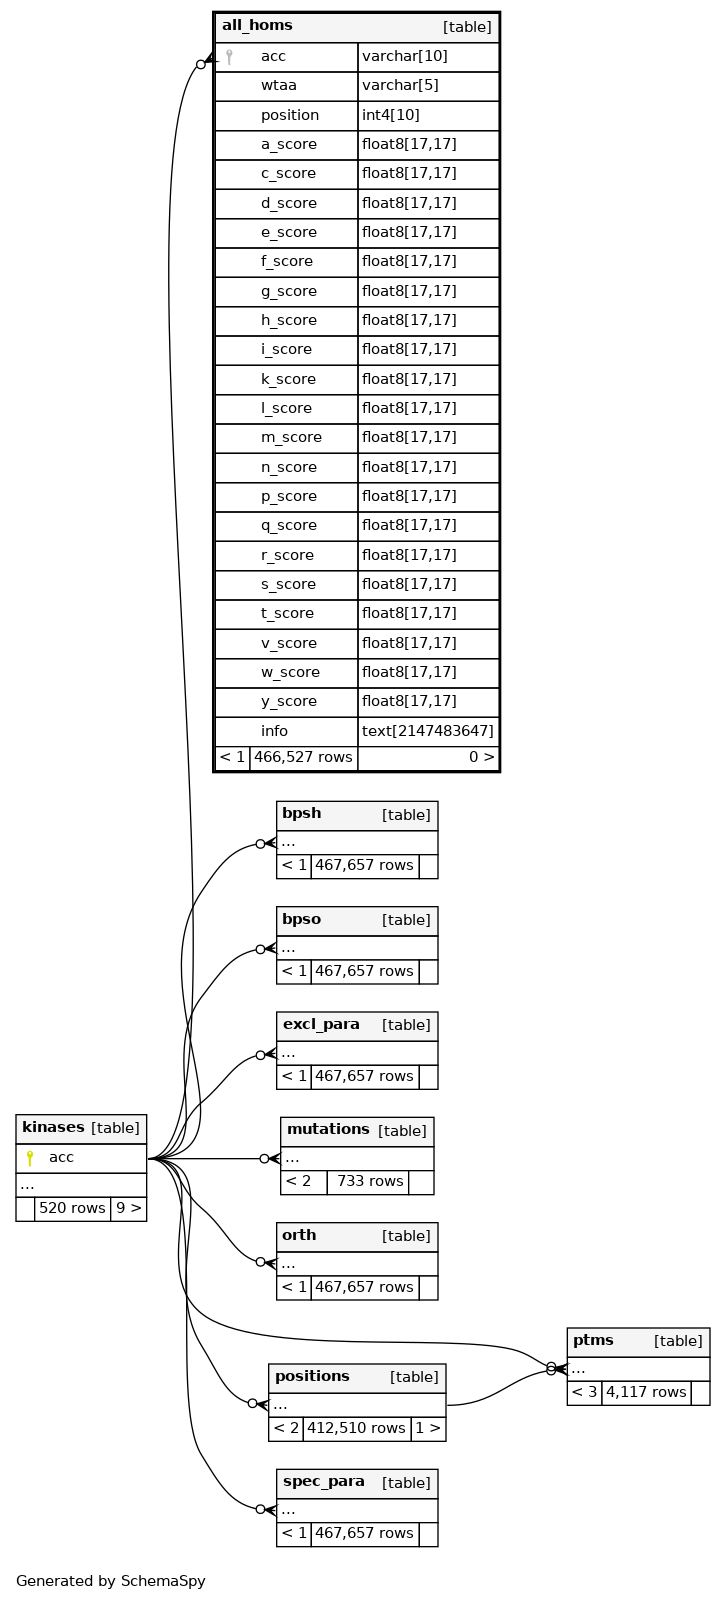 all_homs [table]
acc varchar[10]
wtaa varchar[5]
position int4[10]
a_score float8[17,17]
c_score float8[17,17]
d_score float8[17,17]
e_score float8[17,17]
f_score float8[17,17]
g_score float8[17,17]
h_score float8[17,17]
i_score float8[17,17]
k_score float8[17,17]
l_score float8[17,17]
m_score float8[17,17]
n_score float8[17,17]
p_score float8[17,17]
q_score float8[17,17]
r_score float8[17,17]
s_score float8[17,17]
t_score float8[17,17]
v_score float8[17,17]
w_score float8[17,17]
y_score float8[17,17]
info text[2147483647]
< 1 466,527 rows 0 >
bpsh [table]
...
< 1 467,657 rows
bpso [table]
...
< 1 467,657 rows
excl_para [table]
...
< 1 467,657 rows
kinases [table]
acc
...
520 rows 9 >
mutations [table]
...
< 2 733 rows
orth [table]
...
< 1 467,657 rows
ptms [table]
...
< 3 4,117 rows
positions [table]
...
< 2 412,510 rows 1 >
spec_para [table]
...
< 1 467,657 rows
Generated by SchemaSpy